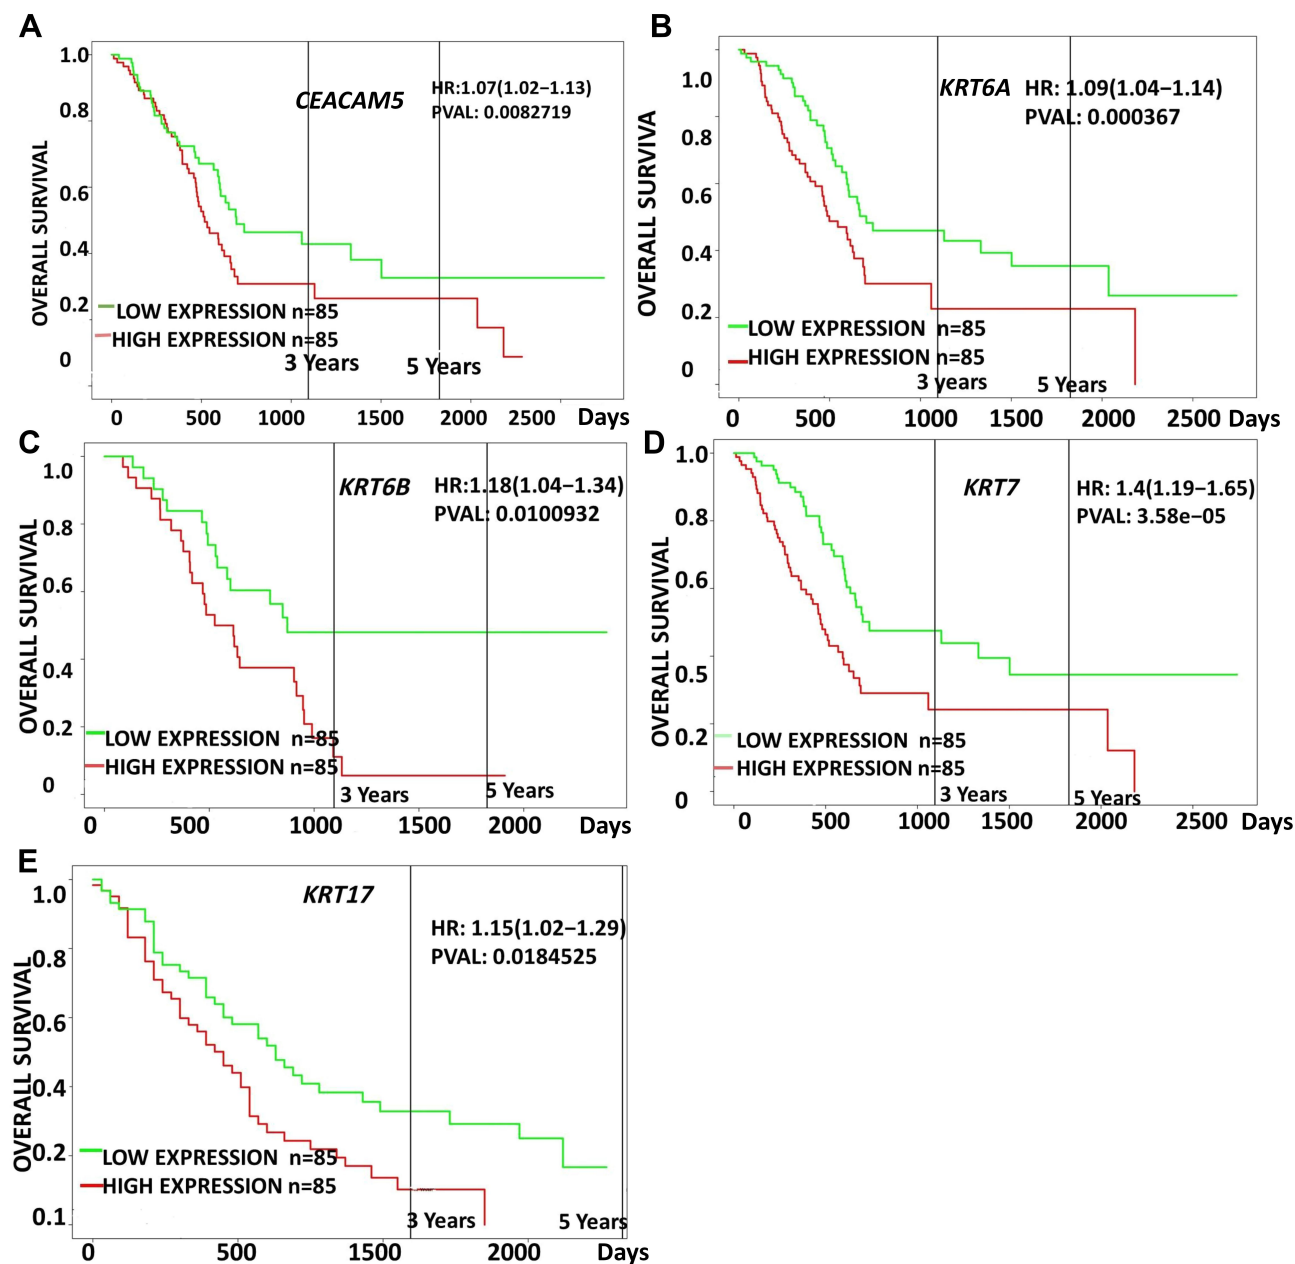 A
OVERALL SURVIVAL
1.0
0.8
0.6
0.4
0.2
0
CEACAM5
HR:1.07(1.02–1.13)
PVAL: 0.0082719
LOW EXPRESSION n=85
HIGH EXPRESSION n=85
3 Years
5 Years
0 500 1000 1500 2000 2500 Days
B
OVERALL SURVIVA
1.0
0.8
0.6
0.4
0.2
0
KRT6A
HR: 1.09(1.04–1.14)
PVAL: 0.000367
LOW EXPRESSION n=85
HIGH EXPRESSION n=85
3 years
5 Years
0 500 1000 1500 2000 2500 Days
C
OVERALL SURVIVAL
1.0
0.8
0.6
0.4
0.2
0
KRT6B
HR:1.18(1.04–1.34)
PVAL: 0.0100932
LOW EXPRESSION n=85
HIGH EXPRESSION n=85
3 Years
5 Years
0 500 1000 1500 2000 Days
D
OVERALL SURVIVAL
1.0
0.8
0.6
0.5
0.2
0
KRT7
HR: 1.4(1.19–1.65)
PVAL: 3.58e–05
LOW EXPRESSION n=85
HIGH EXPRESSION n=85
3 Years
5 Years
0 500 1000 1500 2000 2500 Days
E
OVERALL SURVIVAL
1.0
0.8
0.6
0.4
0.2
0.1
KRT17
HR: 1.15(1.02–1.29)
PVAL: 0.0184525
LOW EXPRESSION n=85
HIGH EXPRESSION n=85
3 Years
5 Years
0 500 1500 2000 Days